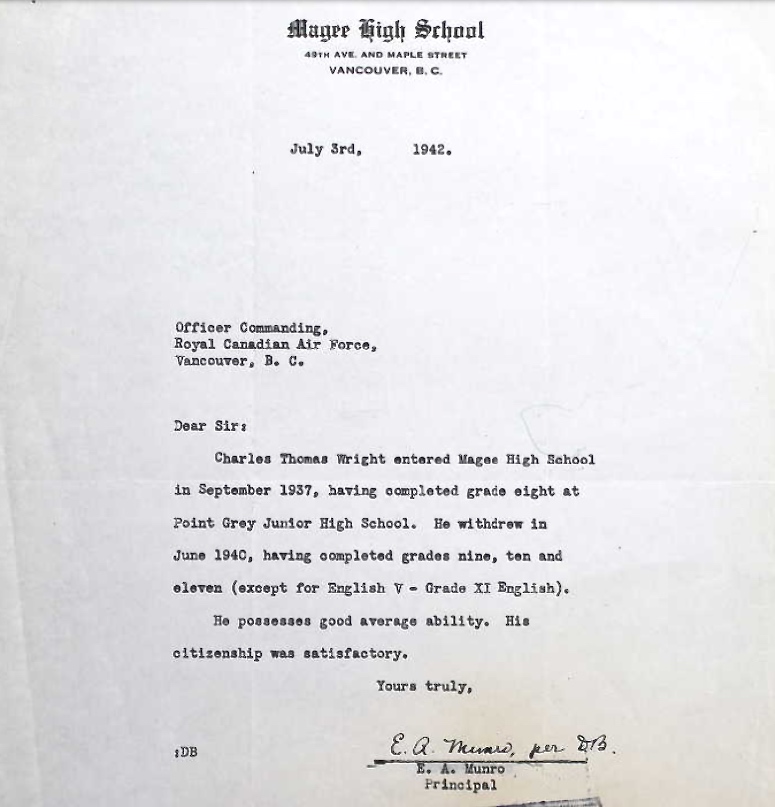 Magee High School
49TH AVE. AND MAPLE STREET
VANCOUVER, B. C.
July 3rd, 1942.
Officer Commanding,
Royal Canadian Air Force,
Vancouver, B. C.
Dear Sir:
Charles Thomas Wright entered Magee High School
in September 1937, having completed grade eight at
Point Grey Junior High School. He withdrew in
June 1940, having completed grades nine, ten and
eleven (except for English V - Grade XI English).
He possesses good average ability. His
citizenship was satisfactory.
Yours truly,
E. A. Munro, per DB.
:DB
E. A. Munro
Principal